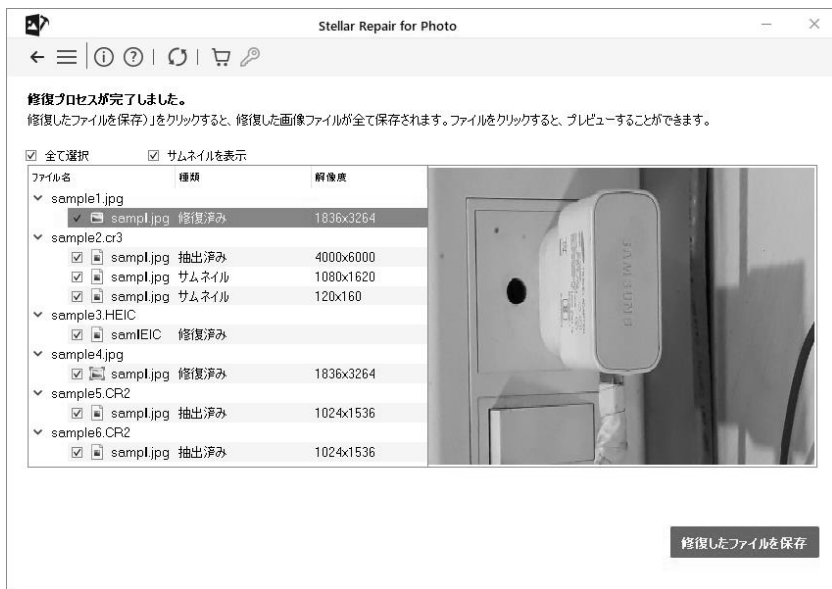 Stellar Repair for Photo
修復プロセスが完了しました。
修復したファイルを保存）」をクリックすると、修復した画像ファイルが全て保存されます。ファイルをクリックすると、プレビューすることができます。
全て選択 サムネイルを表示
ファイル名 種類 解像度
sample1.jpg
sampl.jpg 修復済み 1836x3264
sample2.cr3
sampl.jpg 抽出済み 4000x6000
sampl.jpg サムネイル 1080x1620
sampl.jpg サムネイル 120x160
sample3.HEIC
samIEIC 修復済み
sample4.jpg
sampl.jpg 修復済み 1836x3264
sample5.CR2
sampl.jpg 抽出済み 1024x1536
sample6.CR2
sampl.jpg 抽出済み 1024x1536
SAMSUNG
修復したファイルを保存